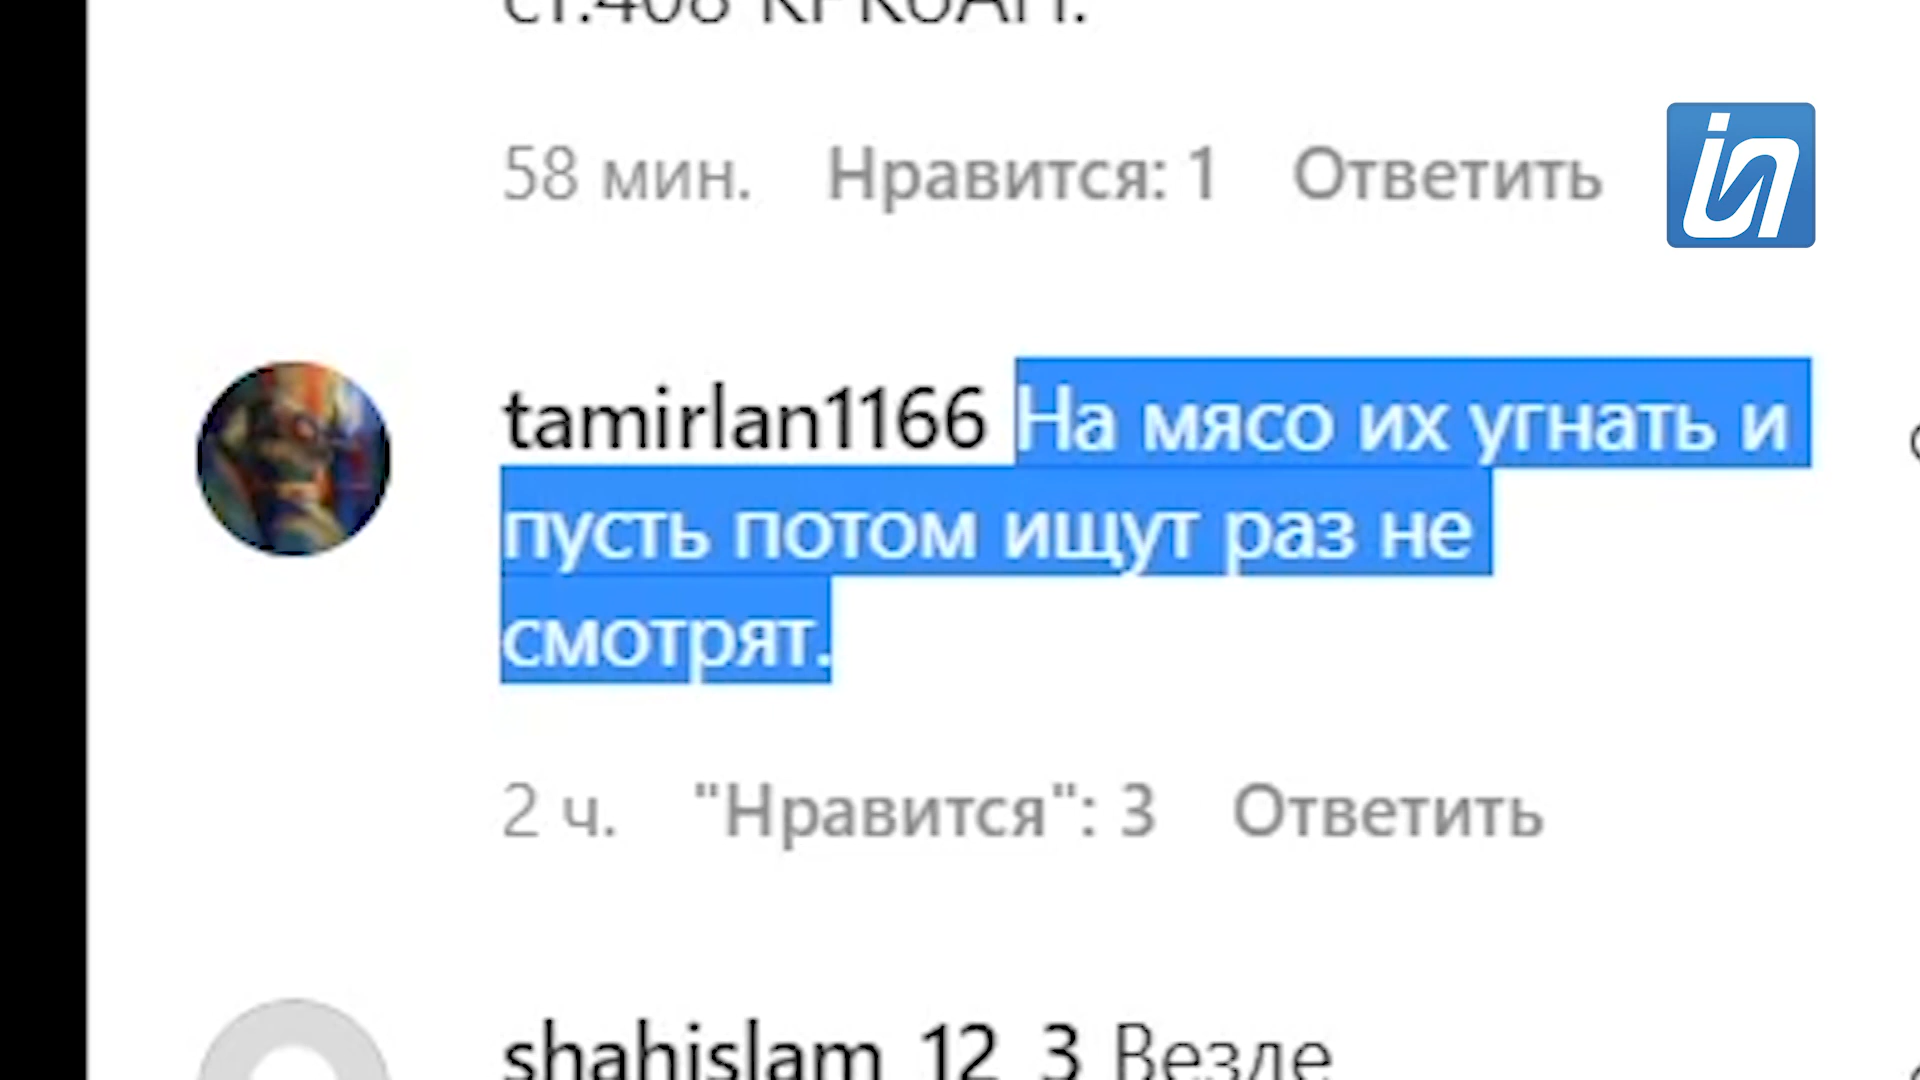 ст.408 КРКоАП.
58 мин. Нравится: 1 Ответить
in
tamirlan1166 На мясо их угнать и
пусть потом ищут раз не
смотрят.
2 ч. "Нравится": 3 Ответить
shahislam_12_3 Везде